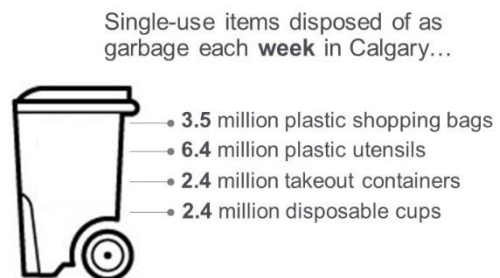 Single-use items disposed of as
garbage each week in Calgary…
3.5 million plastic shopping bags
6.4 million plastic utensils
2.4 million takeout containers
2.4 million disposable cups